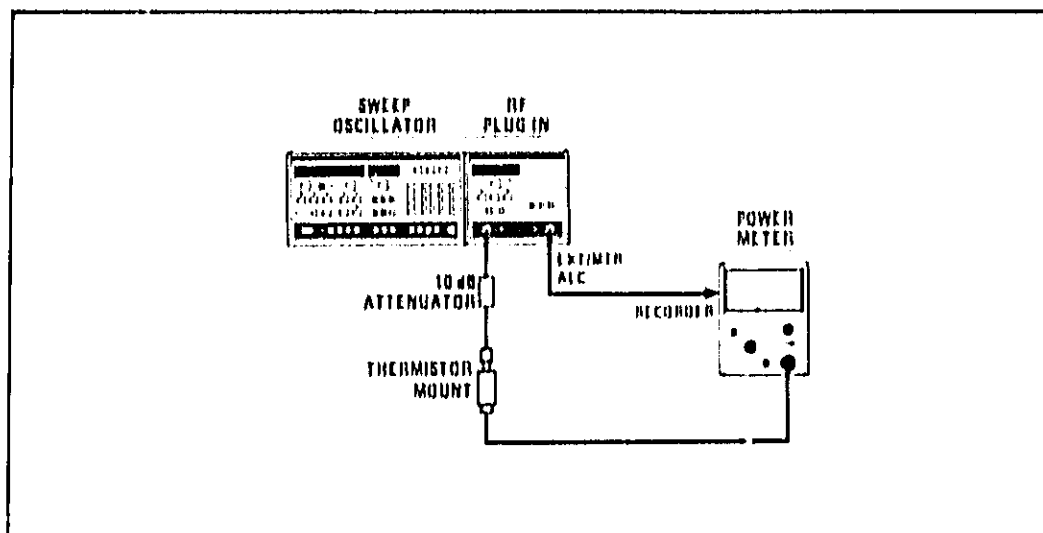 SWEEP
OSCILLATOR
RF
PLUG IN
POWER
METER
EXT/MTR
ALC
10 dB
ATTENUATOR
RECORDER
THERMISTOR
MOUNT